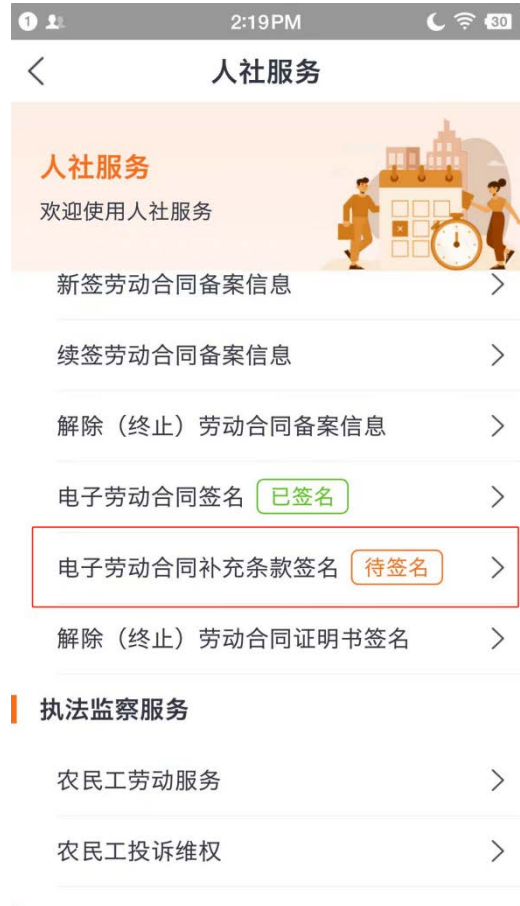 1 2:19PM 30
人社服务
人社服务
欢迎使用人社服务
新签劳动合同备案信息
续签劳动合同备案信息
解除（终止）劳动合同备案信息
电子劳动合同签名 已签名
电子劳动合同补充条款签名 待签名
解除（终止）劳动合同证明书签名
执法监察服务
农民工劳动服务
农民工投诉维权